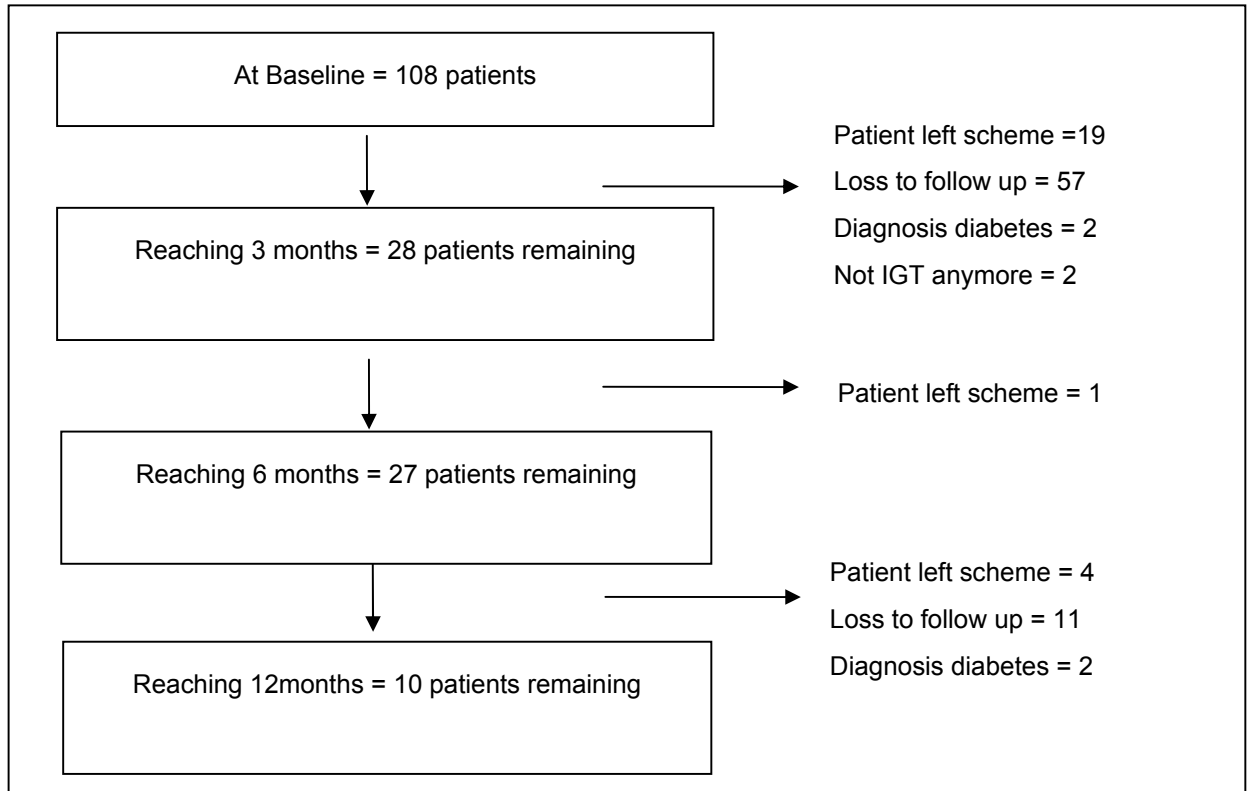 At Baseline = 108 patients
Patient left scheme =19
Loss to follow up = 57
Diagnosis diabetes = 2
Not IGT anymore = 2
Reaching 3 months = 28 patients remaining
Patient left scheme = 1
Reaching 6 months = 27 patients remaining
Patient left scheme = 4
Loss to follow up = 11
Diagnosis diabetes = 2
Reaching 12months = 10 patients remaining